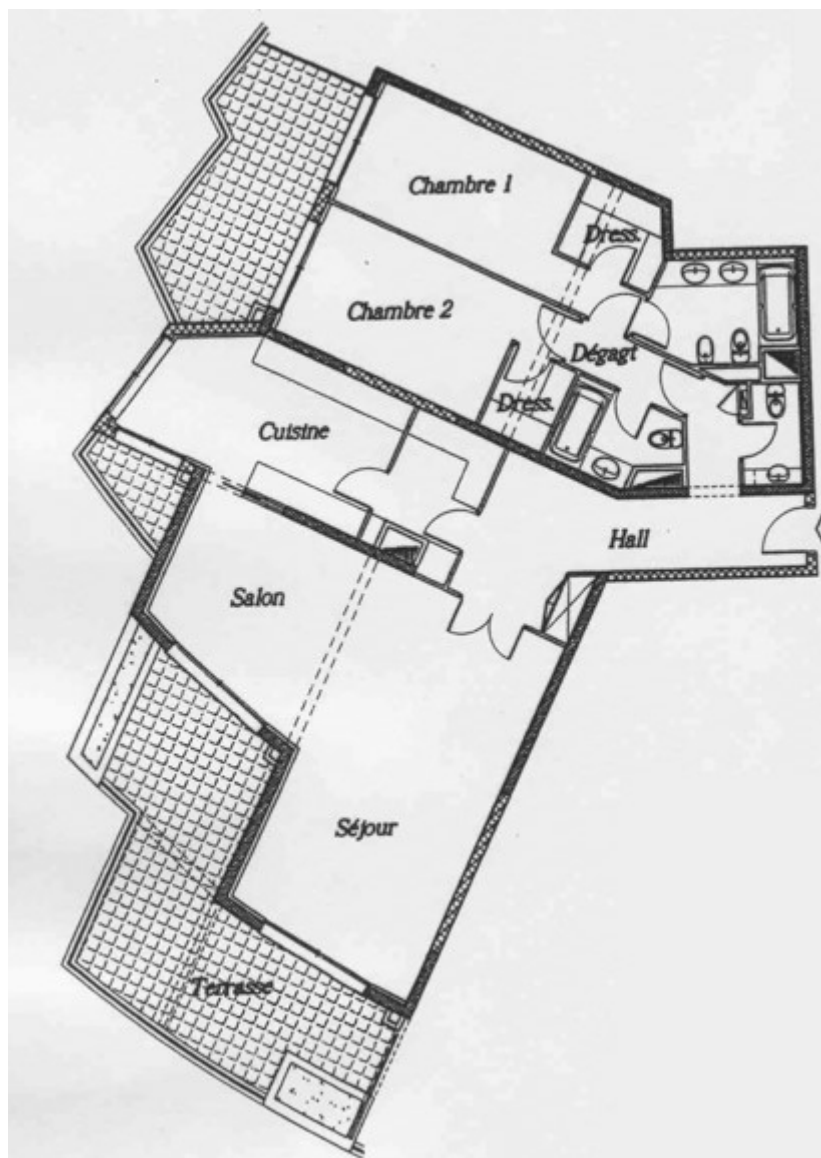 Chambre 1
Dress.
Chambre 2
Dégagt
Dress.
Cuisine
Hall
Salon
Séjour
Terrasse